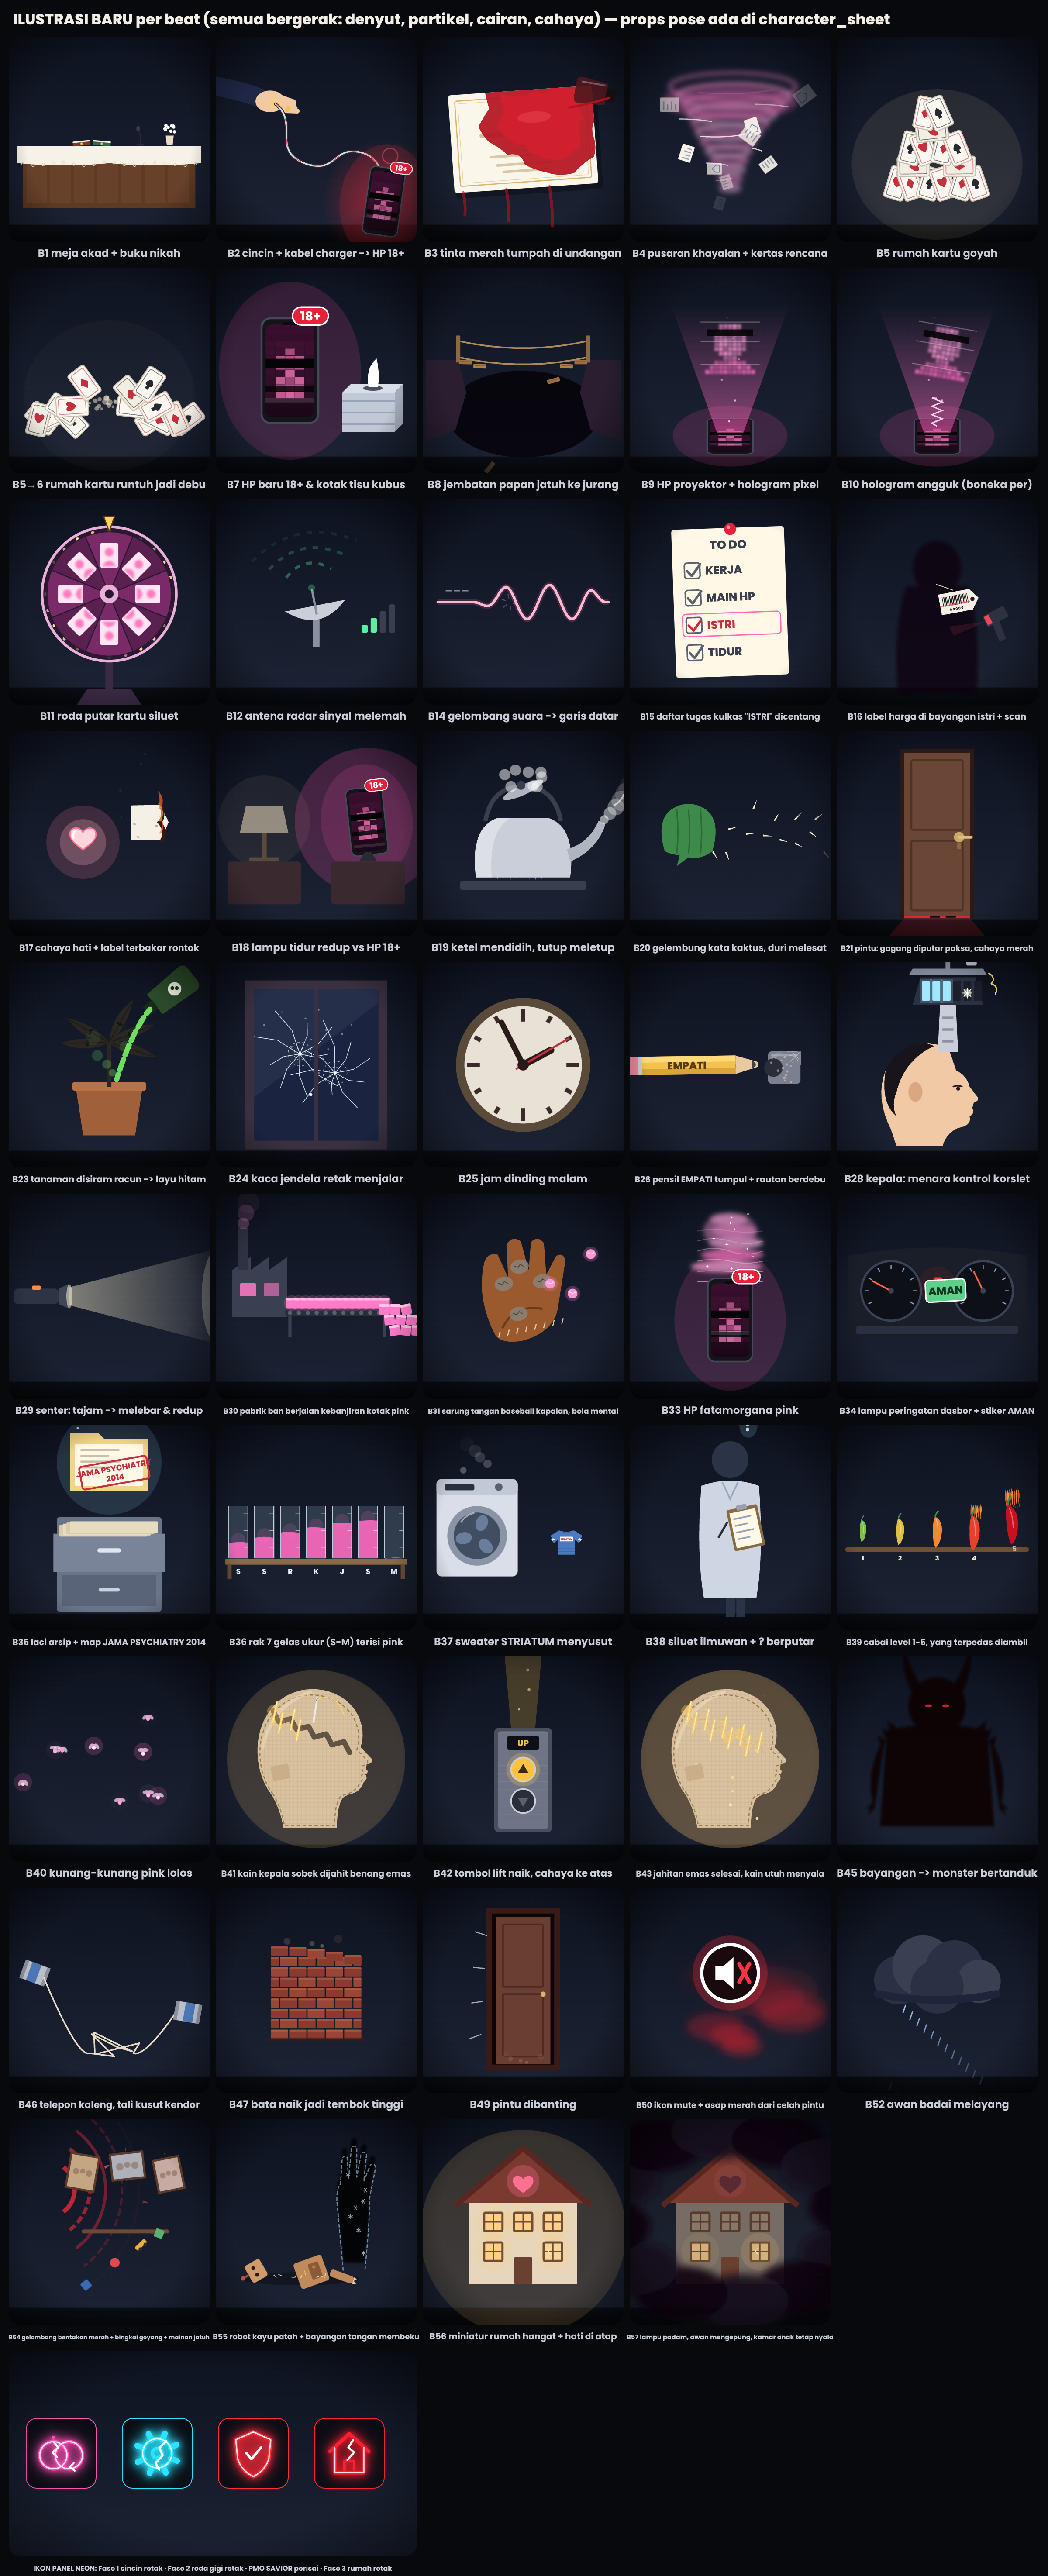 ILUSTRASI BARU per beat (semua bergerak: denyut, partikel, cairan, cahaya) — props pose ada di character_sheet
18+
B1 meja akad + buku nikah
B2 cincin + kabel charger -> HP 18+
B3 tinta merah tumpah di undangan
B4 pusaran khayalan + kertas rencana
B5 rumah kartu goyah
18+
B5→6 rumah kartu runtuh jadi debu
B7 HP baru 18+ & kotak tisu kubus
B8 jembatan papan jatuh ke jurang
B9 HP proyektor + hologram pixel
B10 hologram angguk (boneka per)
TO DO
KERJA
MAIN HP
ISTRI
TIDUR
B11 roda putar kartu siluet
B12 antena radar sinyal melemah
B14 gelombang suara -> garis datar
B15 daftar tugas kulkas "ISTRI" dicentang
B16 label harga di bayangan istri + scan
18+
B17 cahaya hati + label terbakar rontok
B18 lampu tidur redup vs HP 18+
B19 ketel mendidih, tutup meletup
B20 gelembung kata kaktus, duri melesat
B21 pintu: gagang diputar paksa, cahaya merah
EMPATI
B23 tanaman disiram racun -> layu hitam
B24 kaca jendela retak menjalar
B25 jam dinding malam
B26 pensil EMPATI tumpul + rautan berdebu
B28 kepala: menara kontrol korslet
18+
AMAN
B29 senter: tajam -> melebar & redup
B30 pabrik ban berjalan kebanjiran kotak pink
B31 sarung tangan baseball kapalan, bola mental
B33 HP fatamorgana pink
B34 lampu peringatan dasbor + stiker AMAN
JAMA PSYCHIATRY
2014
S S R K J S M
1 2 3 4 5
B35 laci arsip + map JAMA PSYCHIATRY 2014
B36 rak 7 gelas ukur (S-M) terisi pink
B37 sweater STRIATUM menyusut
B38 siluet ilmuwan + ? berputar
B39 cabai level 1-5, yang terpedas diambil
UP
B40 kunang-kunang pink lolos
B41 kain kepala sobek dijahit benang emas
B42 tombol lift naik, cahaya ke atas
B43 jahitan emas selesai, kain utuh menyala
B45 bayangan -> monster bertanduk
B46 telepon kaleng, tali kusut kendor
B47 bata naik jadi tembok tinggi
B49 pintu dibanting
B50 ikon mute + asap merah dari celah pintu
B52 awan badai melayang
B54 gelombang bentakan merah + bingkai goyang + mainan jatuh
B55 robot kayu patah + bayangan tangan membeku
B56 miniatur rumah hangat + hati di atap
B57 lampu padam, awan mengepung, kamar anak tetap nyala
IKON PANEL NEON: Fase 1 cincin retak · Fase 2 roda gigi retak · PMO SAVIOR perisai · Fase 3 rumah retak